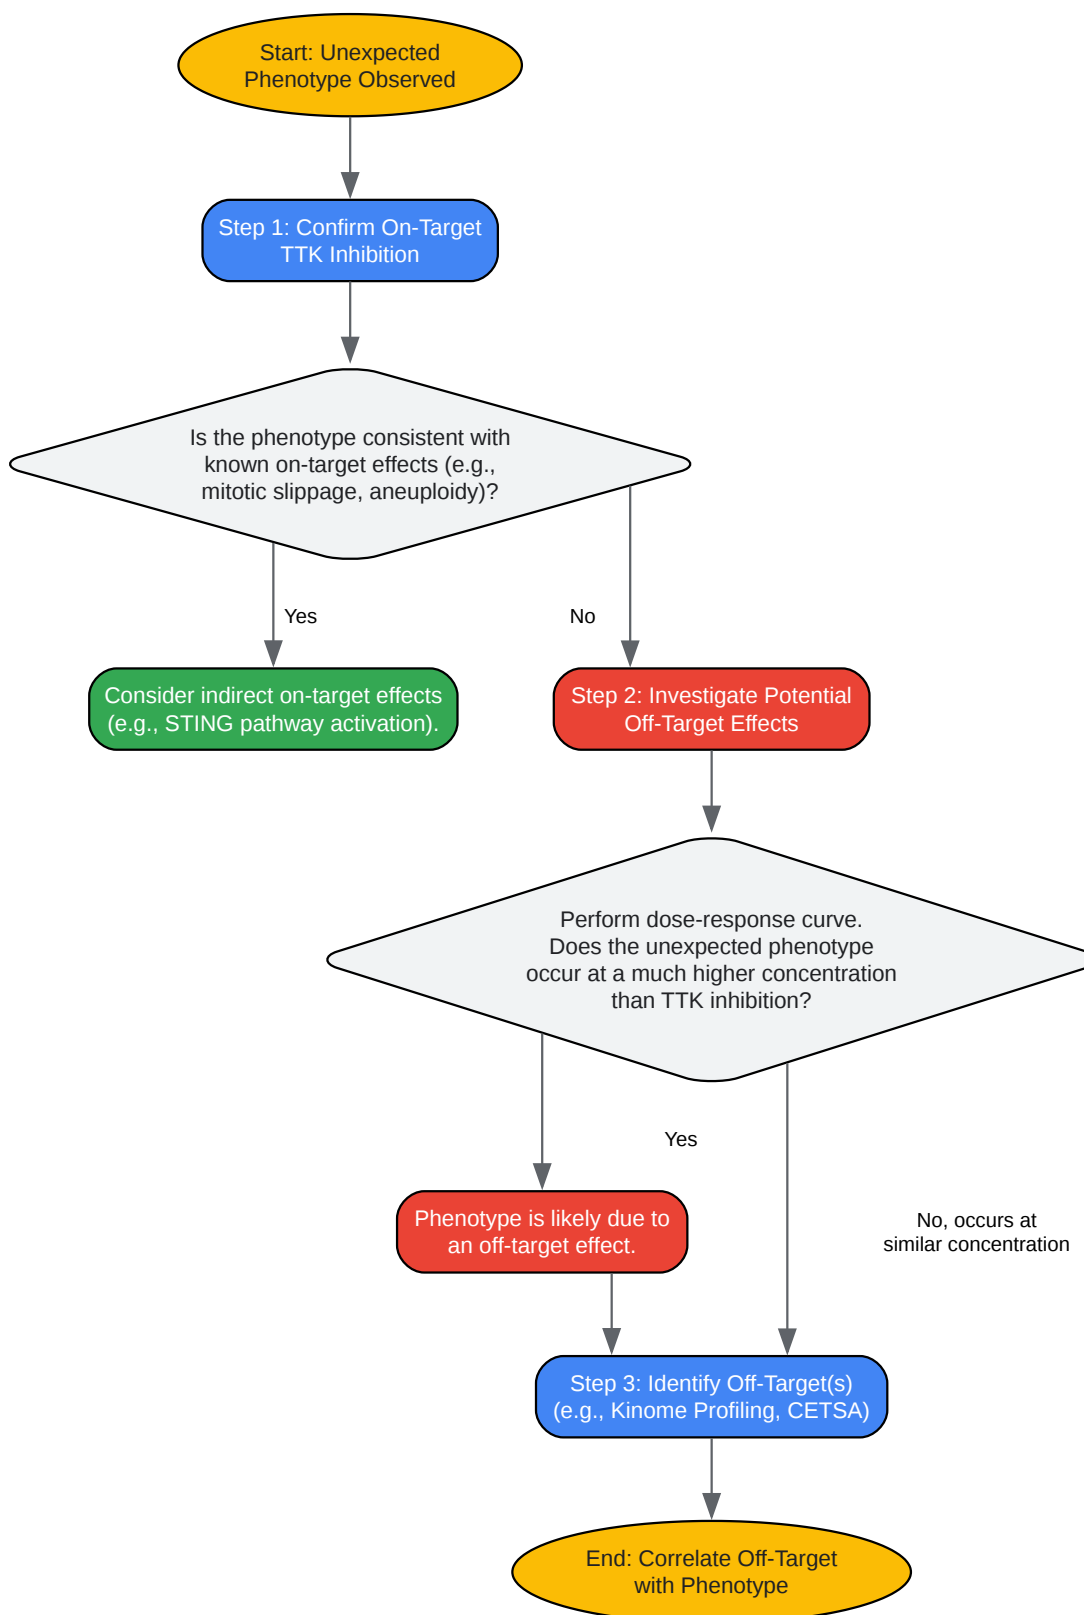 Start: Unexpected
Phenotype Observed
Step 1: Confirm On-Target
TTK Inhibition
Is the phenotype consistent with
known on-target effects (e.g.,
mitotic slippage, aneuploidy)?
Yes
No
Consider indirect on-target effects
(e.g., STING pathway activation).
Step 2: Investigate Potential
Off-Target Effects
Perform dose-response curve.
Does the unexpected phenotype
occur at a much higher concentration
than TTK inhibition?
Yes
Phenotype is likely due to
an off-target effect.
No, occurs at
similar concentration
Step 3: Identify Off-Target(s)
(e.g., Kinome Profiling, CETSA)
End: Correlate Off-Target
with Phenotype